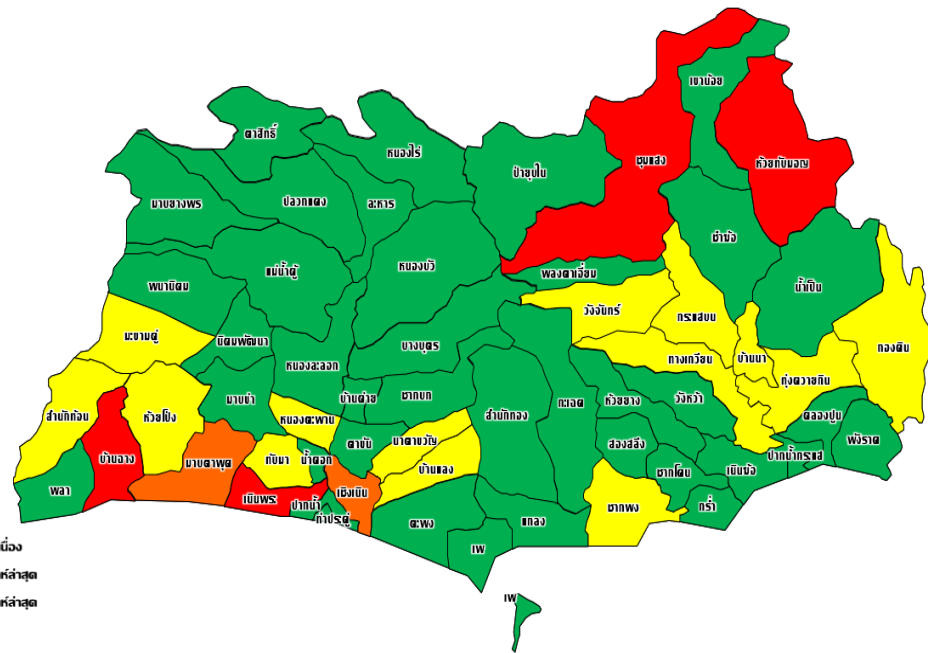 เขาน้อย
ตาสิทธิ์
หนองไร่
ชุมแสง
ห้วยทับมอญ
ป่ายุบใน
มาบยางพร
ปลวกแดง
ละหาร
ชำฆ้อ
แม่น้ำคู้
หนองบัว
พลงตาเอี่ยม
พนานิคม
น้ำเป็น
วังจันทร์
กระแสบน
มะขามคู่
นิคมพัฒนา
บางบุตร
ทางเกวียน
บ้านนา
กองดิน
หนองละลอก
ทุ่งควายกิน
สำนักท้อน
ห้วยโป่ง
มาบข่า
บ้านค่าย
ชากบก
สำนักทอง
กะเฉด
ห้วยยาง
วังหว้า
คลองปูน
หนองตะพาน
ตาขัน
นาตาขวัญ
สองสลึง
พังราด
บ้านฉาง
มาบตาพุด
ทับมา
น้ำคอก
บ้านแลง
ชากโดน
เนินฆ้อ
ปากน้ำกระแส
พลา
เนินพระ
ปากน้ำ
เชิงเนิน
ชากพง
กร่ำ
ท่าประดู่
ตะพง
แกลง
เพ
นื่อง
ห์ล่าสุด
ห์ล่าสุด
เพ